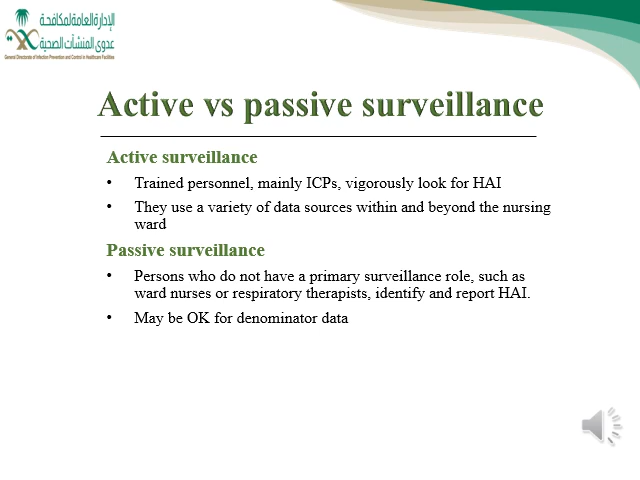 الإدارة العامة لمكافحة
عدوى المنشآت الصحية
General Directorate of Infection Prevention and Control in Healthcare Facilities
Active vs passive surveillance
Active surveillance
• Trained personnel, mainly ICPs, vigorously look for HAI
• They use a variety of data sources within and beyond the nursing
ward
Passive surveillance
• Persons who do not have a primary surveillance role, such as
ward nurses or respiratory therapists, identify and report HAI.
• May be OK for denominator data